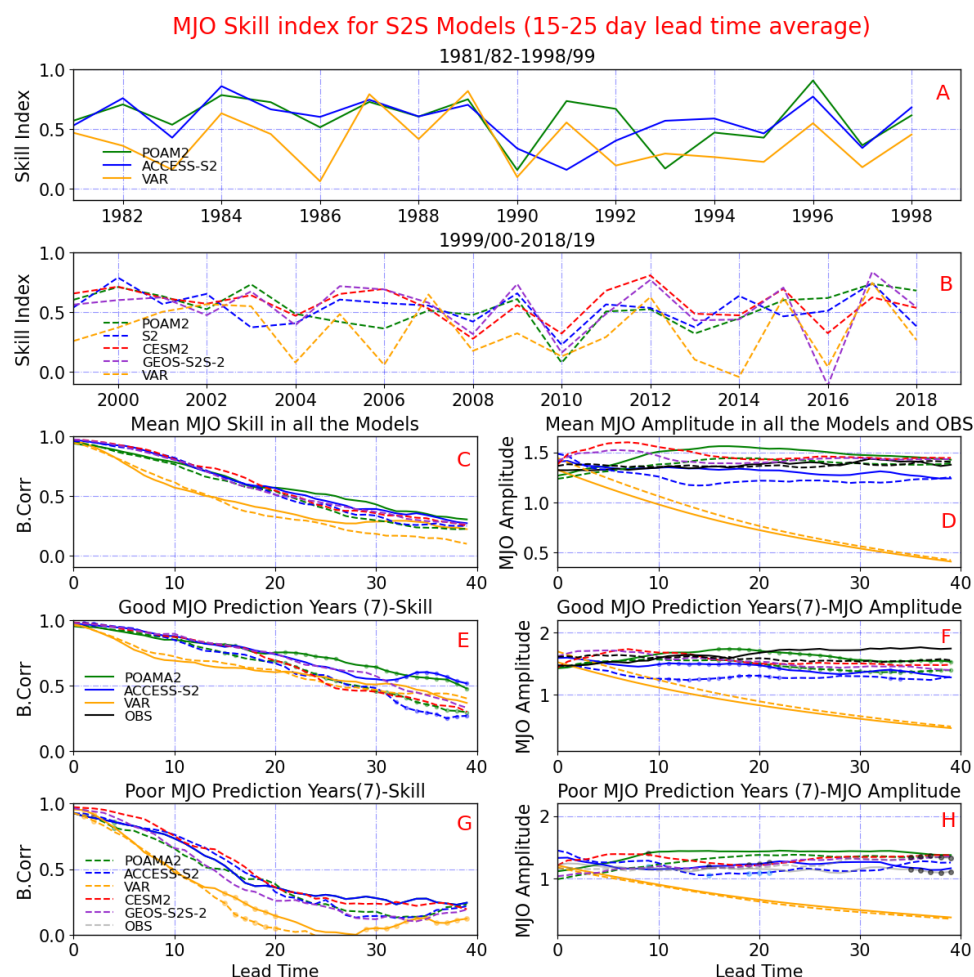 MJO Skill index for S2S Models (15-25 day lead time average)
1981/82-1998/99
A
Skill Index
1.0
0.5
0.0
POAM2
ACCESS-S2
VAR
1982 1984 1986 1988 1990 1992 1994 1996 1998
1999/00-2018/19
B
Skill Index
1.0
0.5
0.0
POAM2
S2
CESM2
GEOS-S2S-2
VAR
2000 2002 2004 2006 2008 2010 2012 2014 2016 2018
Mean MJO Skill in all the Models
C
B.Corr
1.0
0.5
0.0
0 10 20 30 40
Mean MJO Amplitude in all the Models and OBS
D
MJO Amplitude
1.5
1.0
0.5
0 10 20 30 40
Good MJO Prediction Years (7)-Skill
E
B.Corr
1.0
0.5
0.0
POAMA2
ACCESS-S2
VAR
OBS
0 10 20 30 40
Good MJO Prediction Years(7)-MJO Amplitude
F
MJO Amplitude
2
1
0 10 20 30 40
Poor MJO Prediction Years(7)-Skill
G
B.Corr
1.0
0.5
0.0
POAMA2
ACCESS-S2
VAR
CESM2
GEOS-S2S-2
OBS
0 10 20 30 40
Lead Time
Poor MJO Prediction Years (7)-MJO Amplitude
H
MJO Amplitude
2
1
0 10 20 30 40
Lead Time